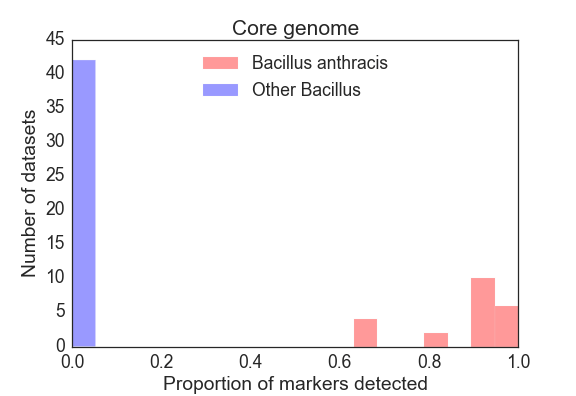 Core genome
Bacillus anthracis
Other Bacillus
Number of datasets
45
40
35
30
25
20
15
10
5
0
0.0 0.2 0.4 0.6 0.8 1.0
Proportion of markers detected